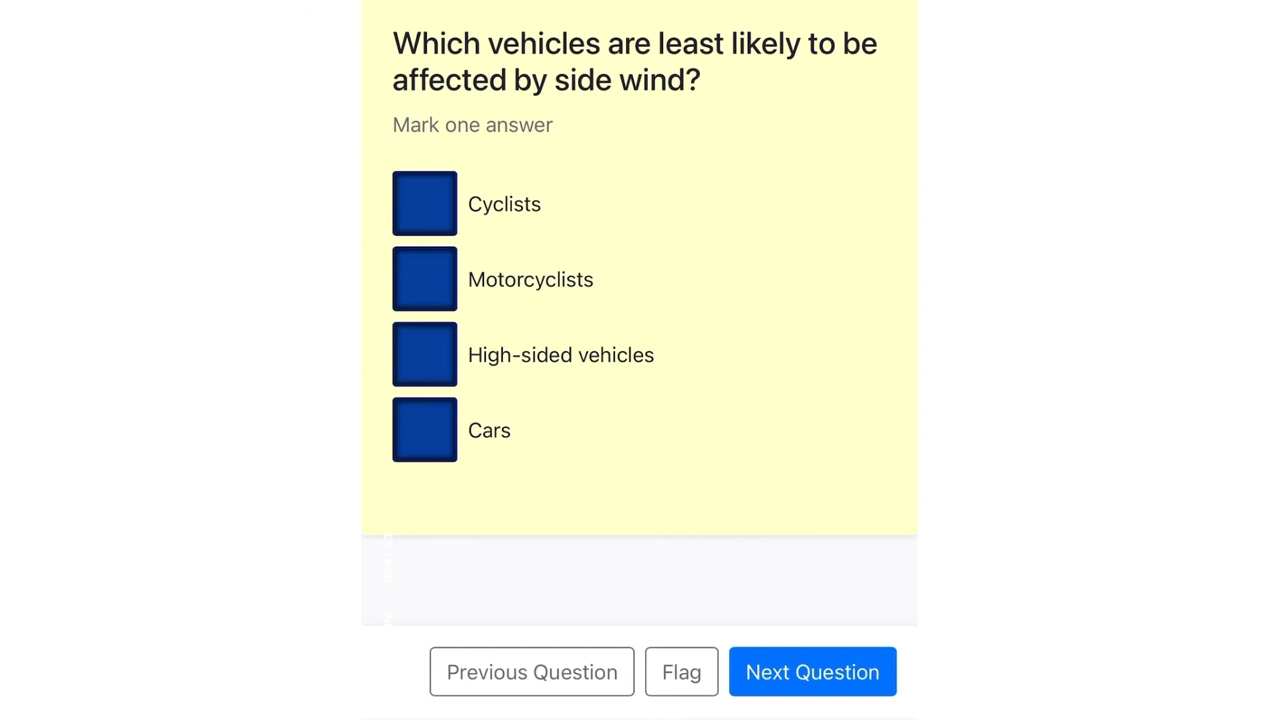 Which vehicles are least likely to be
affected by side wind?
Mark one answer
Cyclists
Motorcyclists
High-sided vehicles
Cars
Previous Question
Flag
Next Question